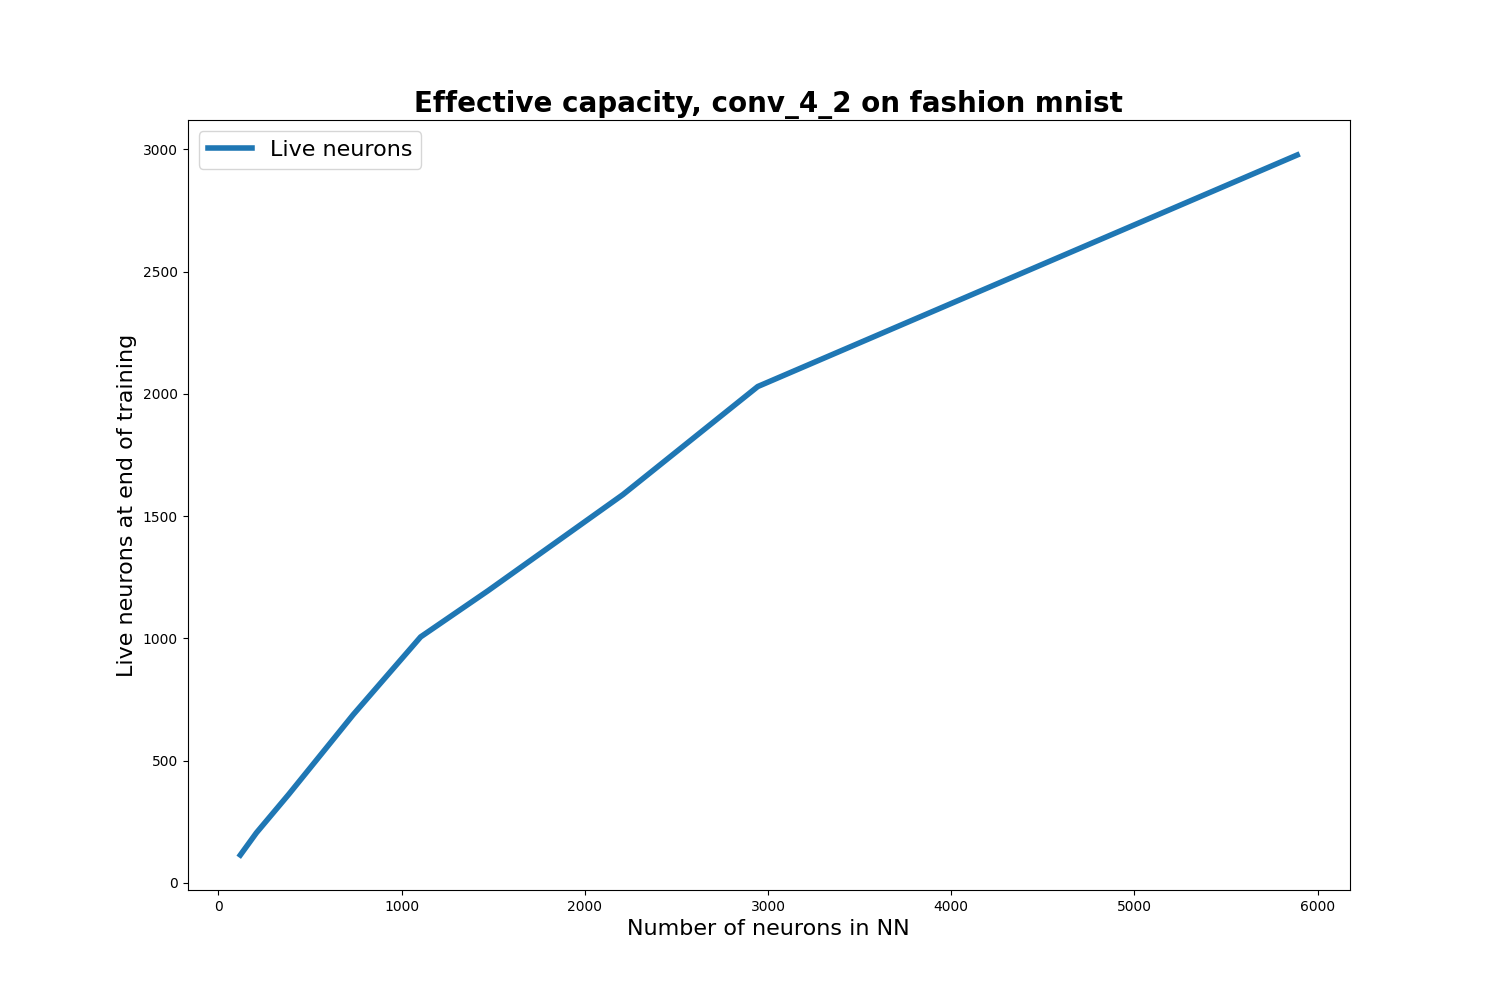 Effective capacity, conv_4_2 on fashion mnist
Live neurons
3000
2500
2000
1500
1000
500
0
Live neurons at end of training
0 1000 2000 3000 4000 5000 6000
Number of neurons in NN